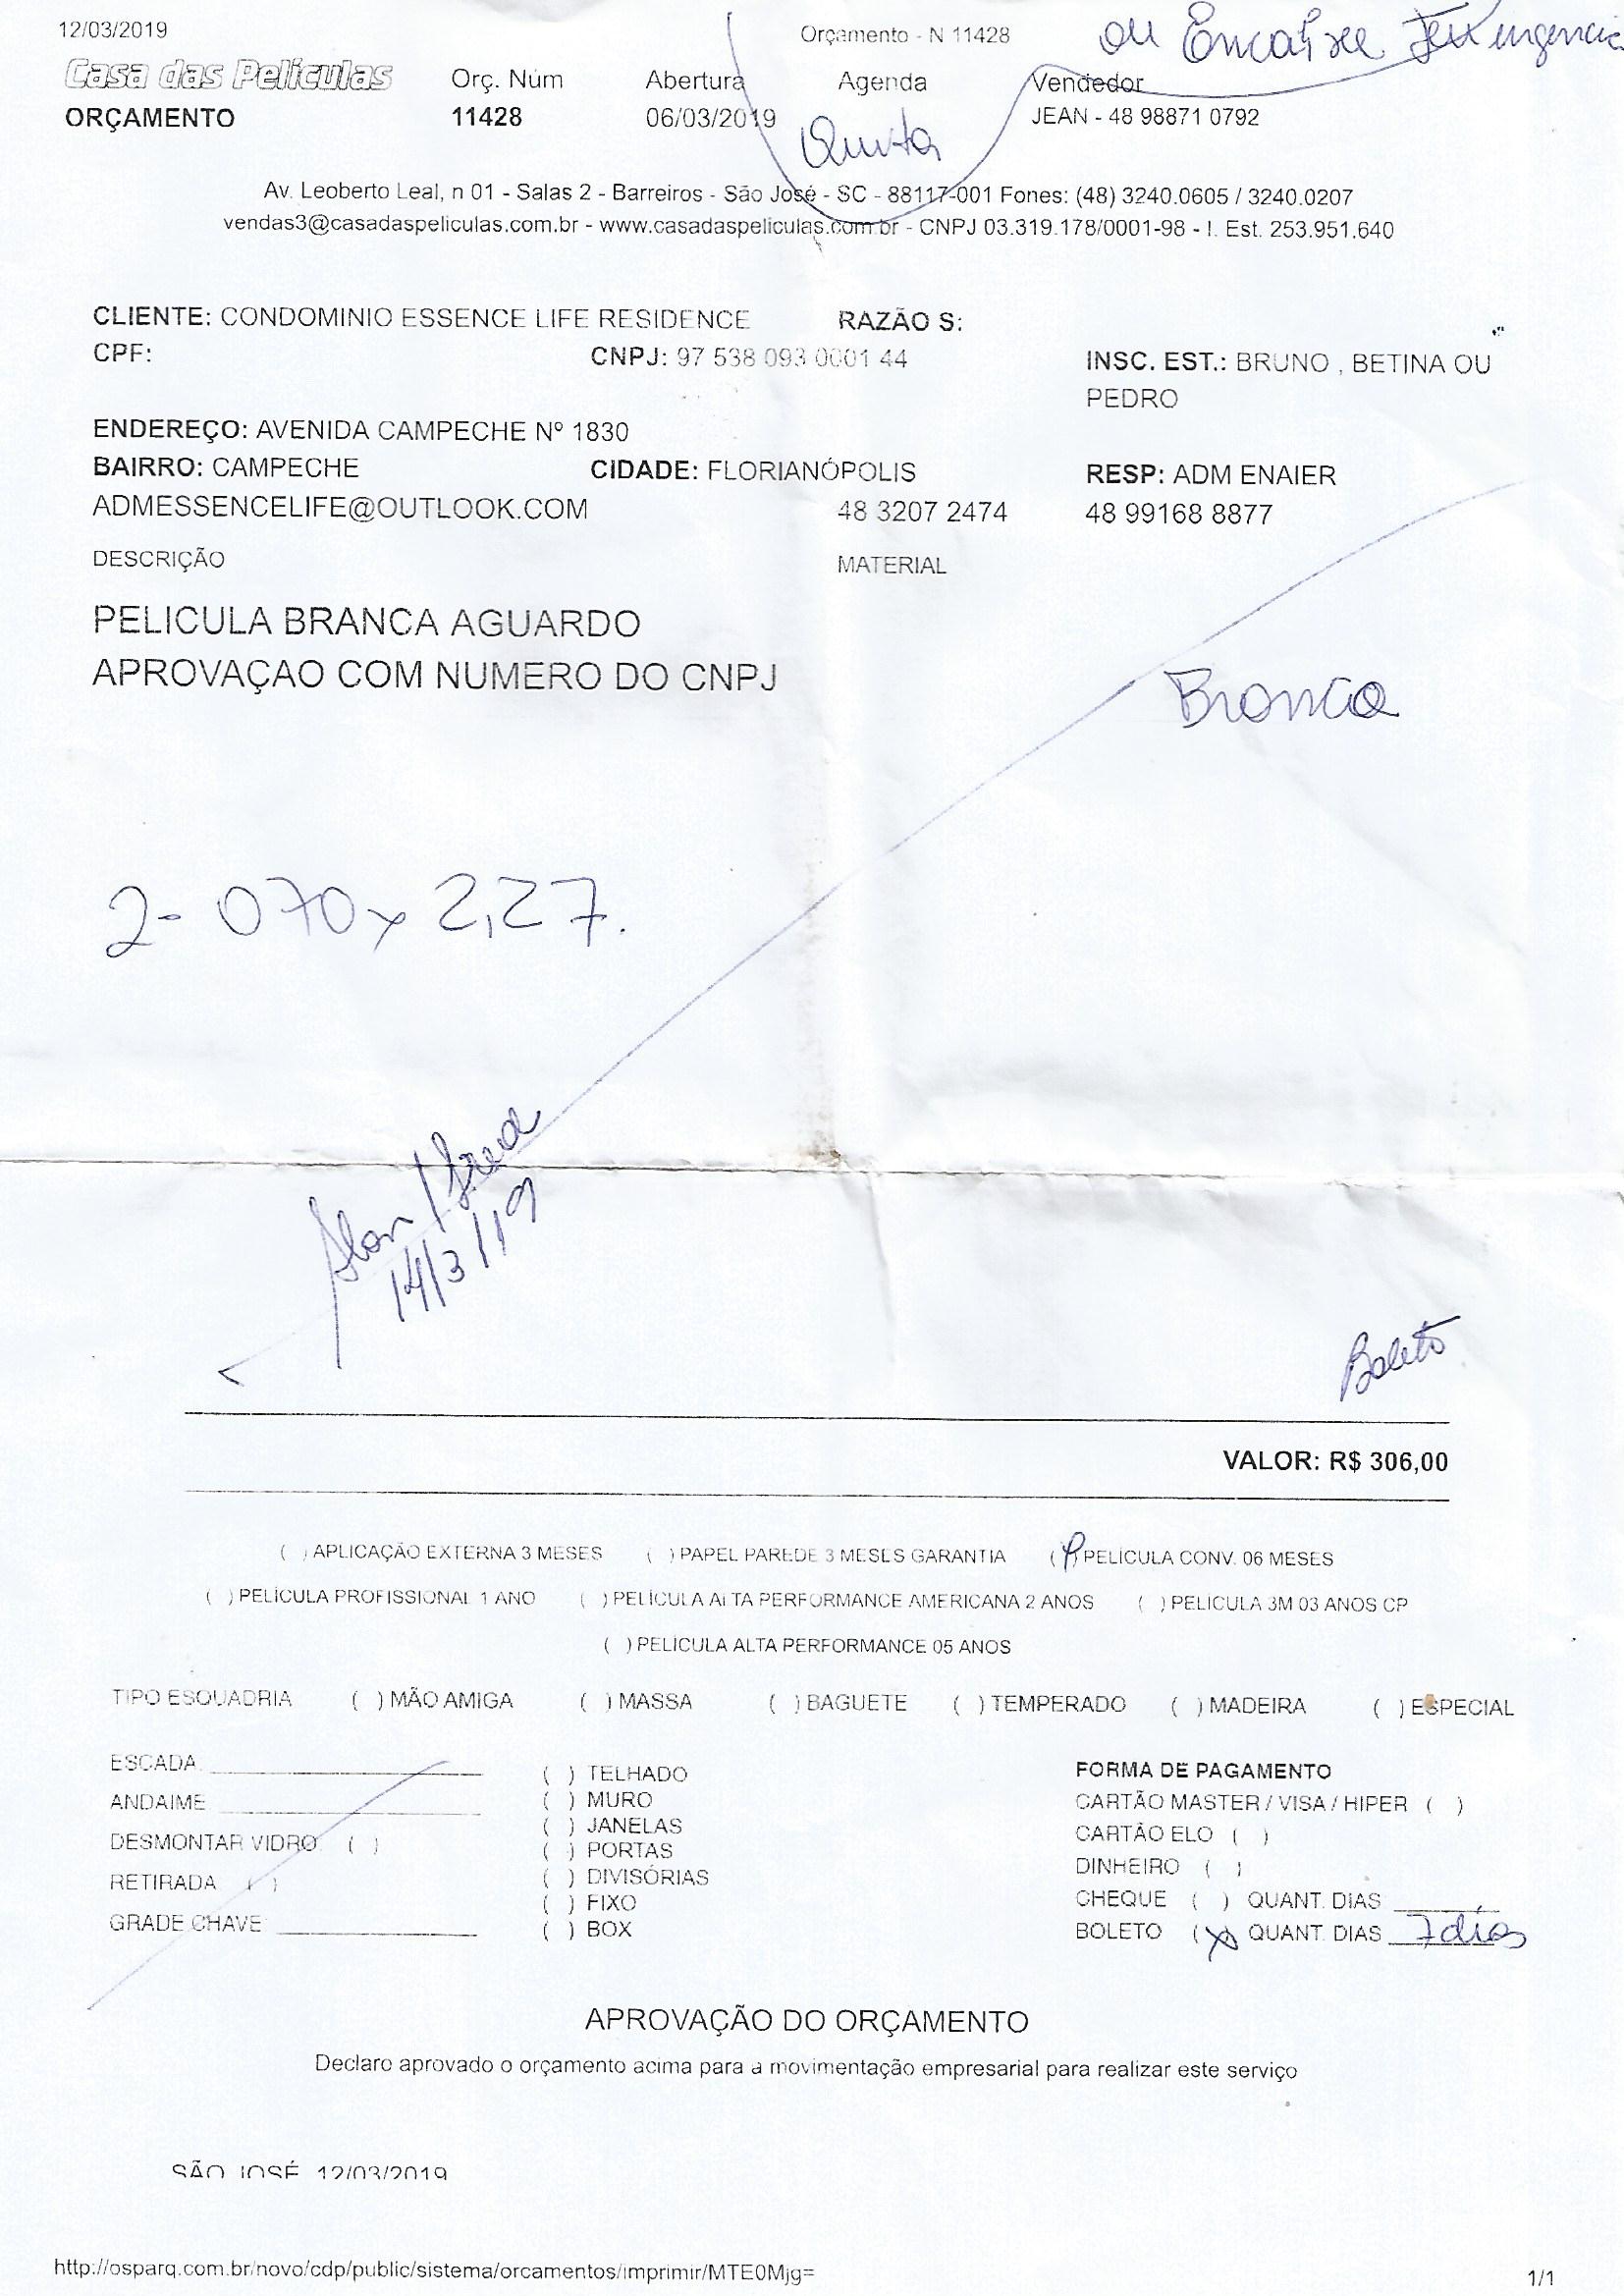 12/03/2019 Orçamento - N 11428 ou Encaixe
Casa das Películas Orç. Núm Abertura Agenda Vendedor
ORÇAMENTO 11428 06/03/2019 Quinta JEAN - 48 98871 0792
Av. Leoberto Leal, n 01 - Salas 2 - Barreiros - São José - SC - 88117-001 Fones: (48) 3240.0605 / 3240.0207
vendas3@casadaspeliculas.com.br - www.casadaspeliculas.com.br - CNPJ 03.319.178/0001-98 - I. Est. 253.951.640
CLIENTE: CONDOMINIO ESSENCE LIFE RESIDENCE RAZÃO S:
CPF: CNPJ: 97 538 093 0001 44 INSC. EST.: BRUNO , BETINA OU
PEDRO
ENDEREÇO: AVENIDA CAMPECHE Nº 1830
BAIRRO: CAMPECHE CIDADE: FLORIANÓPOLIS RESP: ADM ENAIER
ADMESSENCELIFE@OUTLOOK.COM 48 3207 2474 48 99168 8877
DESCRIÇÃO MATERIAL
PELICULA BRANCA AGUARDO
APROVAÇAO COM NUMERO DO CNPJ
Branca
2- 070x 2,27.
14/3/19
Boleto
VALOR: R$ 306,00
( ) APLICAÇÃO EXTERNA 3 MESES ( ) PAPEL PAREDE 3 MESES GARANTIA ( ) PELÍCULA CONV. 06 MESES
( ) PELÍCULA PROFISSIONAL 1 ANO ( ) PELÍCULA ALTA PERFORMANCE AMERICANA 2 ANOS ( ) PELICULA 3M 03 ANOS CP
( ) PELÍCULA ALTA PERFORMANCE 05 ANOS
TIPO ESQUADRIA ( ) MÃO AMIGA ( ) MASSA ( ) BAGUETE ( ) TEMPERADO ( ) MADEIRA ( ) ESPECIAL
ESCADA
ANDAIME
DESMONTAR VIDRO ( )
RETIRADA ( )
GRADE CHAVE
( ) TELHADO
( ) MURO
( ) JANELAS
( ) PORTAS
( ) DIVISÓRIAS
( ) FIXO
( ) BOX
FORMA DE PAGAMENTO
CARTÃO MASTER / VISA / HIPER ( )
CARTÃO ELO ( )
DINHEIRO ( )
CHEQUE ( ) QUANT. DIAS
BOLETO (x) QUANT. DIAS 7 dias
APROVAÇÃO DO ORÇAMENTO
Declaro aprovado o orçamento acima para a movimentação empresarial para realizar este serviço
SÃO JOSÉ, 12/03/2019
http://osparq.com.br/novo/cdp/public/sistema/orcamentos/imprimir/MTE0Mjg= 1/1